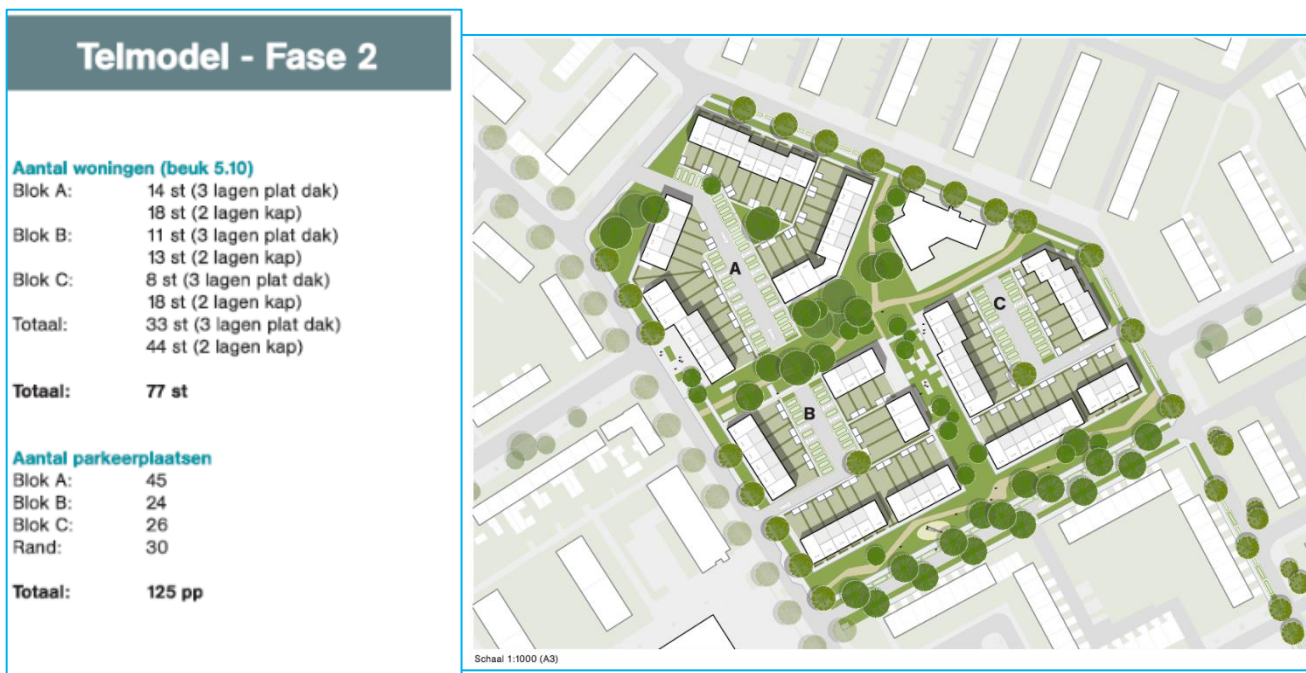 Telmodel - Fase 2
Aantal woningen (beuk 5.10)
Blok A: 14 st (3 lagen plat dak)
18 st (2 lagen kap)
Blok B: 11 st (3 lagen plat dak)
13 st (2 lagen kap)
Blok C: 8 st (3 lagen plat dak)
18 st (2 lagen kap)
Totaal: 33 st (3 lagen plat dak)
44 st (2 lagen kap)
Totaal: 77 st
Aantal parkeerplaatsen
Blok A: 45
Blok B: 24
Blok C: 26
Rand: 30
Totaal: 125 pp
A
C
B
Schaal 1:1000 (A3)